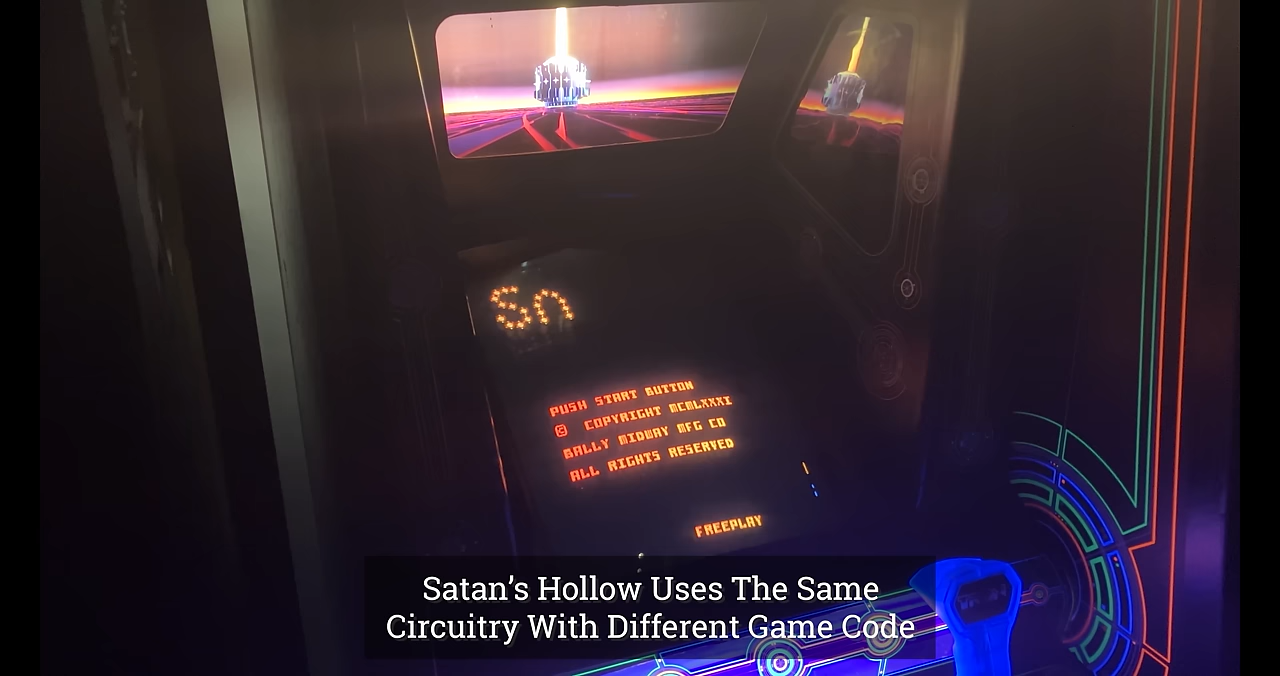 Sn
PUSH START BUTTON
© COPYRIGHT MCMLXXXI
BALLY MIDWAY MFG CO
ALL RIGHTS RESERVED
FREEPLAY
Satan’s Hollow Uses The Same
Circuitry With Different Game Code